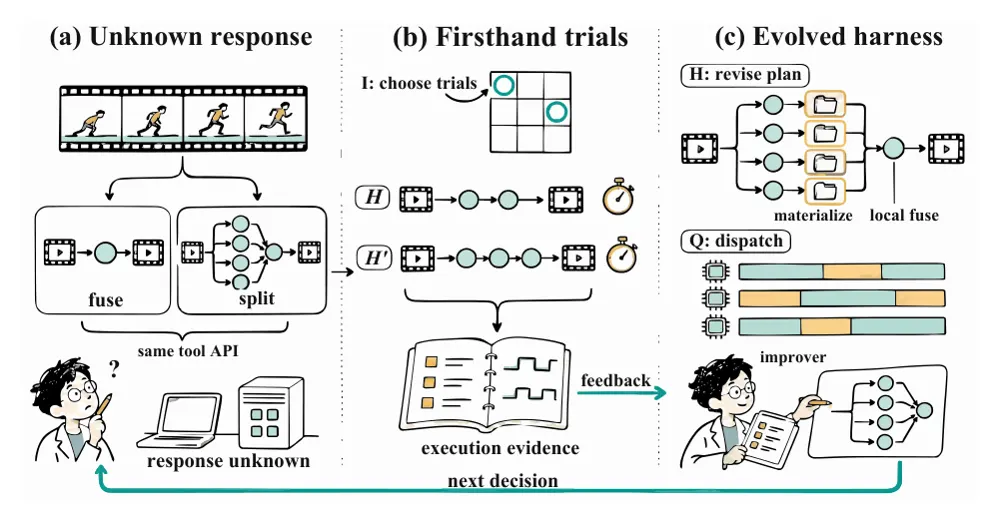 (a) Unknown response
fuse
split
same tool API
?
response unknown
(b) Firsthand trials
I: choose trials
H
H'
execution evidence
feedback
next decision
(c) Evolved harness
H: revise plan
materialize
local fuse
Q: dispatch
improver